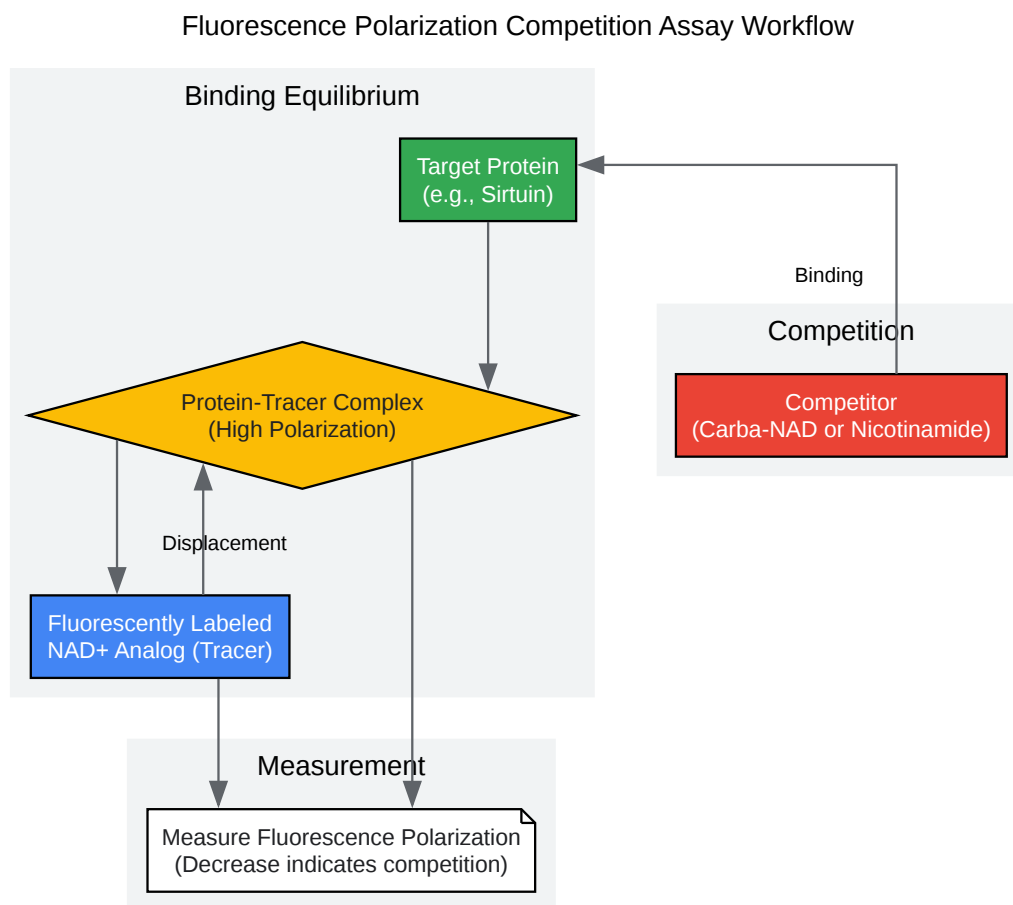 Fluorescence Polarization Competition Assay Workflow
Binding Equilibrium
Target Protein
(e.g., Sirtuin)
Binding
Competition
Competitor
(Carba-NAD or Nicotinamide)
Protein-Tracer Complex
(High Polarization)
Displacement
Fluorescently Labeled
NAD+ Analog (Tracer)
Measurement
Measure Fluorescence Polarization
(Decrease indicates competition)